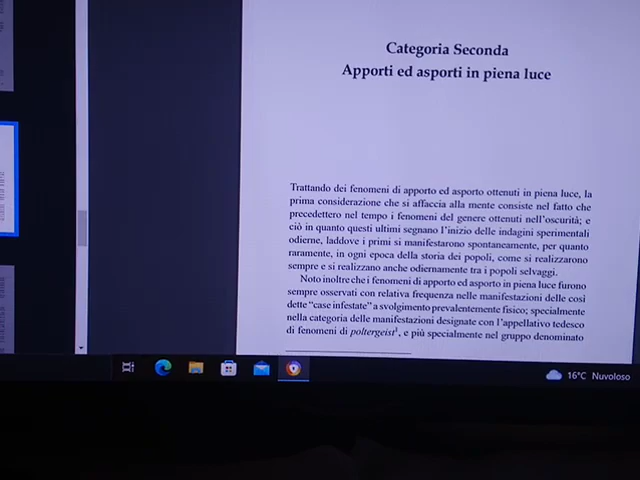 Categoria Seconda
Apporti ed asporti in piena luce
Trattando dei fenomeni di apporto ed asporto ottenuti in piena luce, la
prima considerazione che si affaccia alla mente consiste nel fatto che
precedettero nel tempo i fenomeni del genere ottenuti nell'oscurità; e
ciò in quanto questi ultimi segnano l'inizio delle indagini sperimentali
odierne, laddove i primi si manifestarono spontaneamente, per quanto
raramente, in ogni epoca della storia dei popoli, come si realizzarono
sempre e si realizzano anche odiernamente tra i popoli selvaggi.
Noto inoltre che i fenomeni di apporto ed asporto in piena luce furono
sempre osservati con relativa frequenza nelle manifestazioni delle così
dette "case infestate" a svolgimento prevalentemente fisico; specialmente
nella categoria delle manifestazioni designate con l'appellativo tedesco
di fenomeni di poltergeist¹, e più specialmente nel gruppo denominato
16°C Nuvoloso